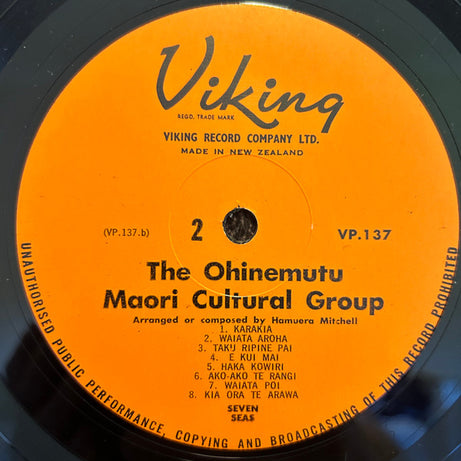 Viking
REGD. TRADE MARK
VIKING RECORD COMPANY LTD.
MADE IN NEW ZEALAND
(VP.137.b) 2 VP.137
The Ohinemutu
Maori Cultural Group
Arranged or composed by Hamuera Mitchell
1. KARAKIA
2. WAIATA AROHA
3. TAKU RIPINE PAI
4. E KUI MAI
5. HAKA KOWIRI
6. AKO-AKO TE RANGI
7. WAIATA POI
8. KIA ORA TE ARAWA
SEVEN
SEAS
UNAUTHORISED PUBLIC PERFORMANCE, COPYING AND BROADCASTING OF THIS RECORD PROHIBITED